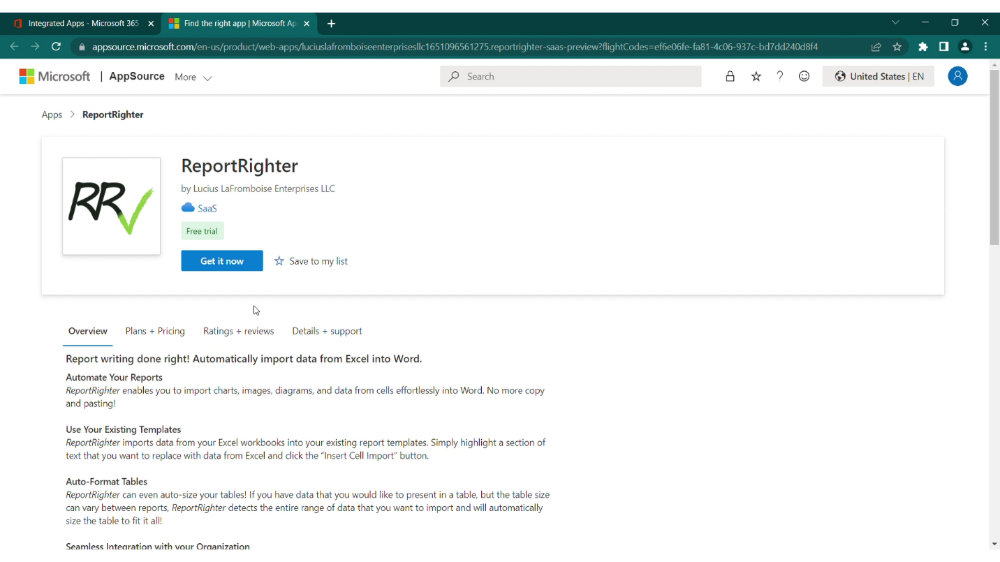 Integrated Apps - Microsoft 365
Find the right app | Microsoft Ap
appsource.microsoft.com/en-us/product/web-apps/luciuslafromboiseenterprisesllc1651096561275.reportrighter-saas-preview?flightCodes=ef6e06fe-fa81-4c06-937c-bd7dd240d8f4
Microsoft | AppSource More
Search
United States | EN
Apps > ReportRighter
RR
ReportRighter
by Lucius LaFromboise Enterprises LLC
SaaS
Free trial
Get it now
Save to my list
Overview Plans + Pricing Ratings + reviews Details + support
Report writing done right! Automatically import data from Excel into Word.
Automate Your Reports
ReportRighter enables you to import charts, images, diagrams, and data from cells effortlessly into Word. No more copy
and pasting!
Use Your Existing Templates
ReportRighter imports data from your Excel workbooks into your existing report templates. Simply highlight a section of
text that you want to replace with data from Excel and click the “Insert Cell Import” button.
Auto-Format Tables
ReportRighter can even auto-size your tables! If you have data that you would like to present in a table, but the table size
can vary between reports, ReportRighter detects the entire range of data that you want to import and will automatically
size the table to fit it all!
Seamless Integration with your Organization